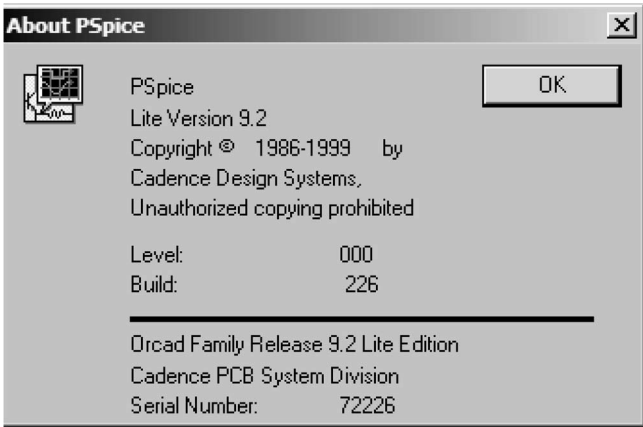 About PSpice
PSpice
OK
Lite Version 9.2
Copyright © 1986-1999 by
Cadence Design Systems,
Unauthorized copying prohibited
Level: 000
Build: 226
Orcad Family Release 9.2 Lite Edition
Cadence PCB System Division
Serial Number: 72226